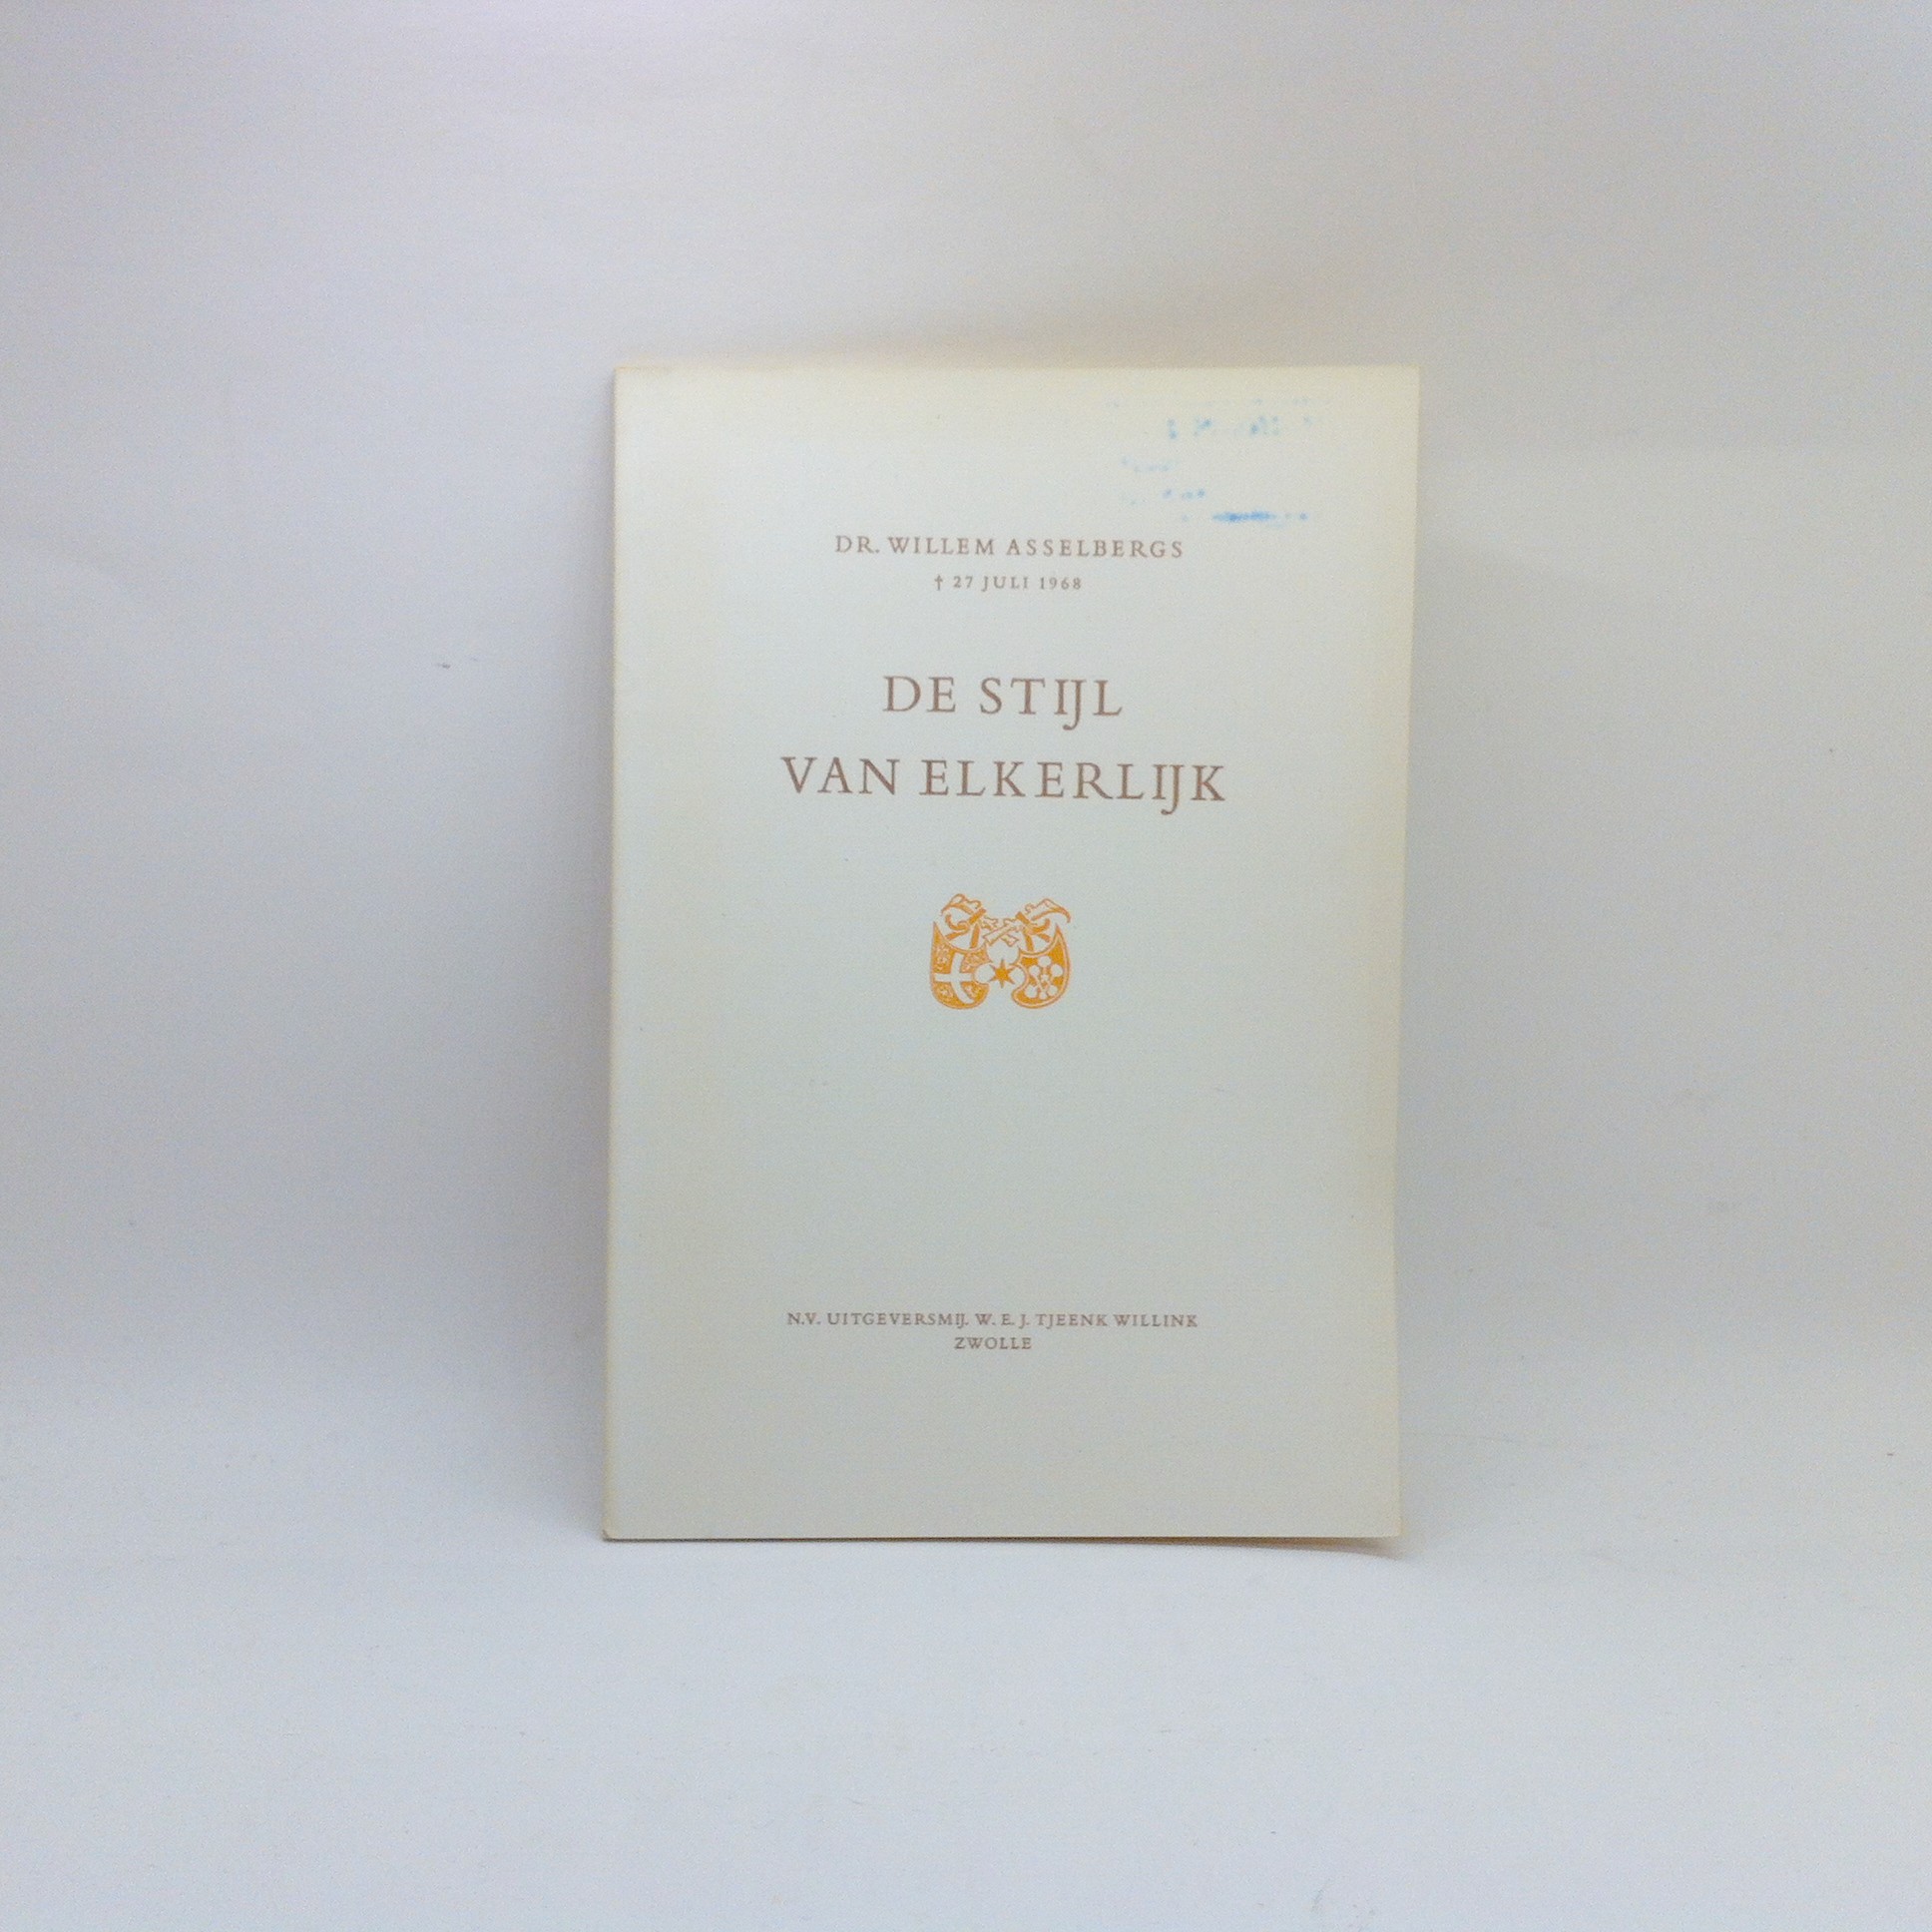 DR. WILLEM ASSELBERGS
† 27 JULI 1968
DE STIJL
VAN ELKERLIJK
N.V. UITGEVERSMIJ. W. E. J. TJEENK WILLINK
ZWOLLE